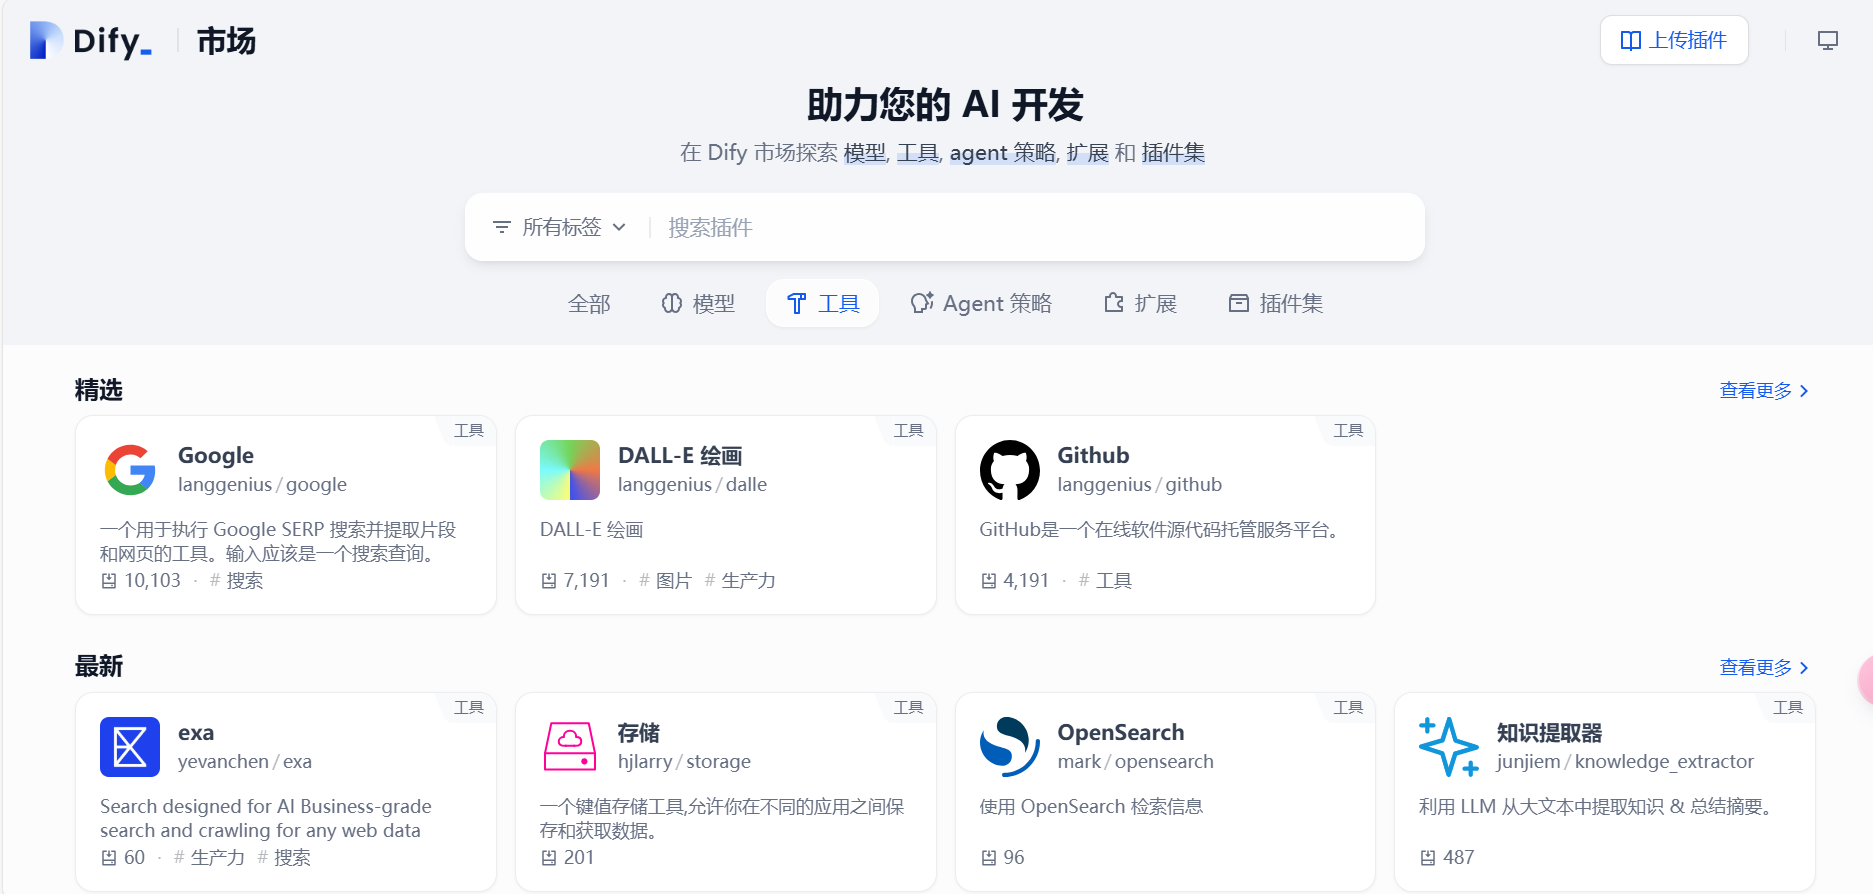 Dify_
市场
上传插件
助力您的 AI 开发
在 Dify 市场探索 模型, 工具, agent 策略, 扩展 和 插件集
所有标签
搜索插件
全部
模型
工具
Agent 策略
扩展
插件集
精选
查看更多
工具
Google
langgenius / google
一个用于执行 Google SERP 搜索并提取片段
和网页的工具。输入应该是一个搜索查询。
10,103 · # 搜索
工具
DALL-E 绘画
langgenius / dalle
DALL-E 绘画
7,191 · # 图片 # 生产力
工具
Github
langgenius / github
GitHub是一个在线软件源代码托管服务平台。
4,191 · # 工具
最新
查看更多
工具
exa
yevanchen / exa
Search designed for AI Business-grade
search and crawling for any web data
60 · # 生产力 # 搜索
工具
存储
hjlarry / storage
一个键值存储工具,允许你在不同的应用之间保
存和获取数据。
201
工具
OpenSearch
mark / opensearch
使用 OpenSearch 检索信息
96
工具
知识提取器
junjiem / knowledge_extractor
利用 LLM 从大文本中提取知识 & 总结摘要。
487